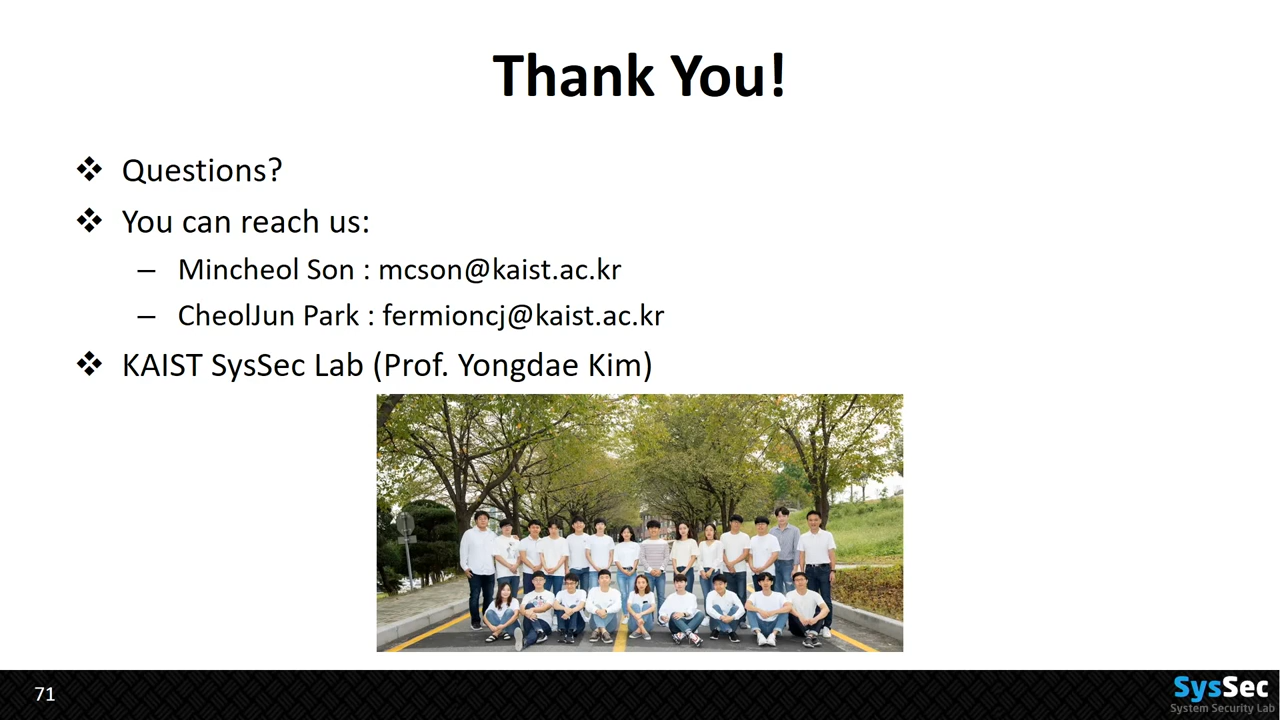 Thank You!
❖ Questions?
❖ You can reach us:
– Mincheol Son : mcson@kaist.ac.kr
– CheolJun Park : fermioncj@kaist.ac.kr
❖ KAIST SysSec Lab (Prof. Yongdae Kim)
71
SysSec
System Security Lab